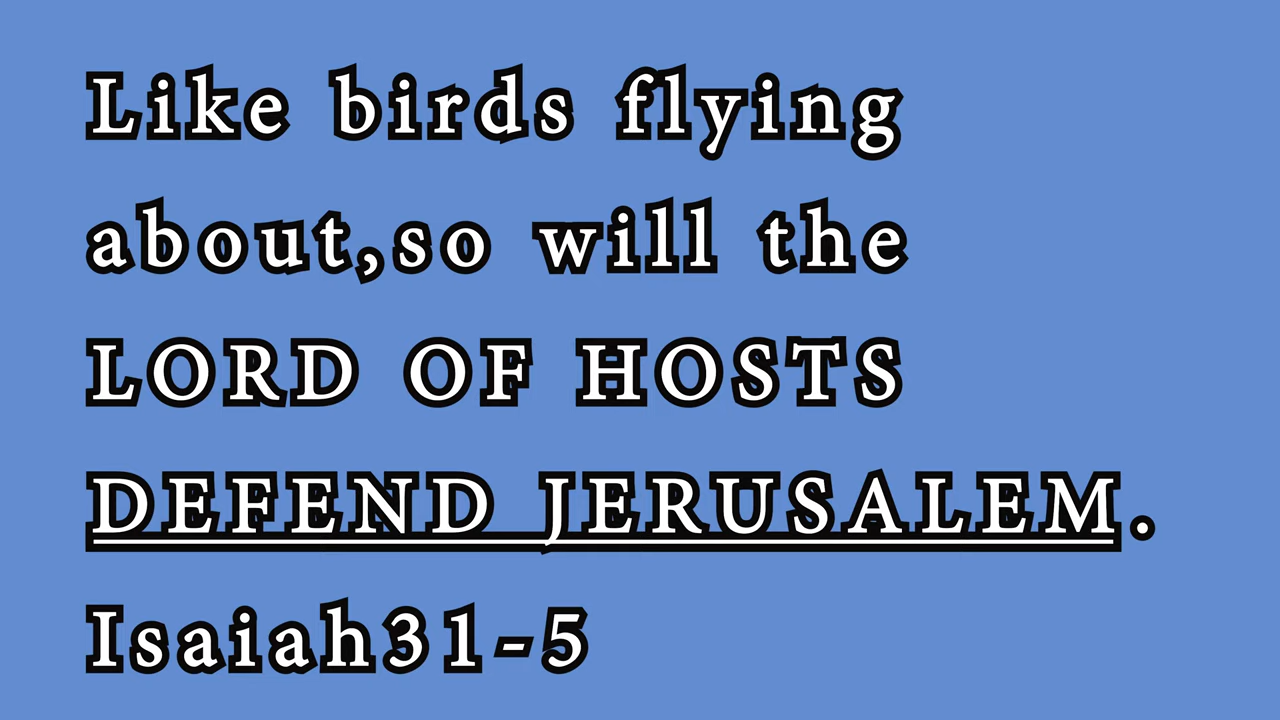 Like birds flying
about,so will the
LORD OF HOSTS
DEFEND JERUSALEM.
Isaiah31-5